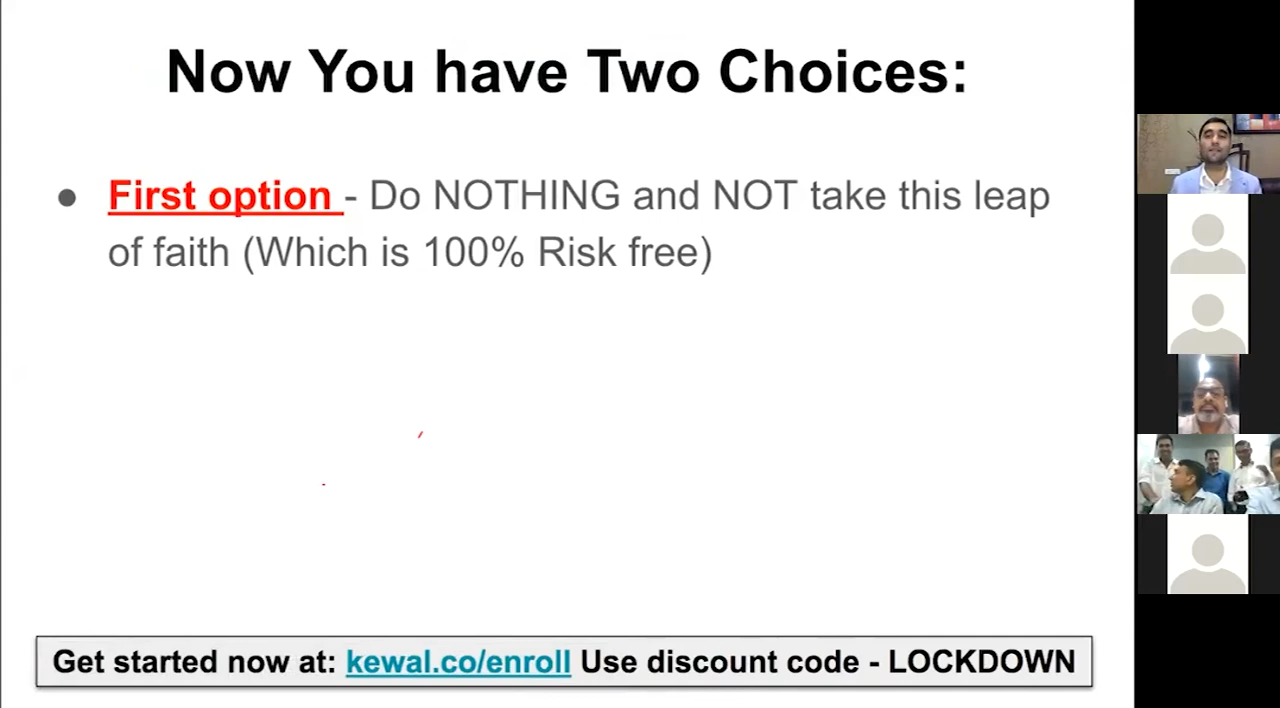 Now You have Two Choices:
● First option - Do NOTHING and NOT take this leap
of faith (Which is 100% Risk free)
Get started now at: kewal.co/enroll Use discount code - LOCKDOWN